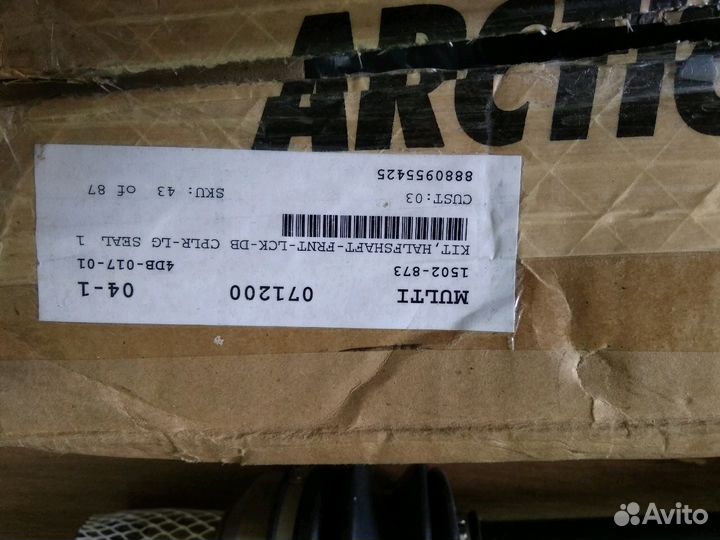 ARCTIC
MULTI 071200 04-1
1502-873 4DB-017-01
KIT,HALFSHAFT-FRNT-LCK-DB CPLR-LG SEAL 1
CUST:03 SKU: 43 of 87
8880955425
Avito